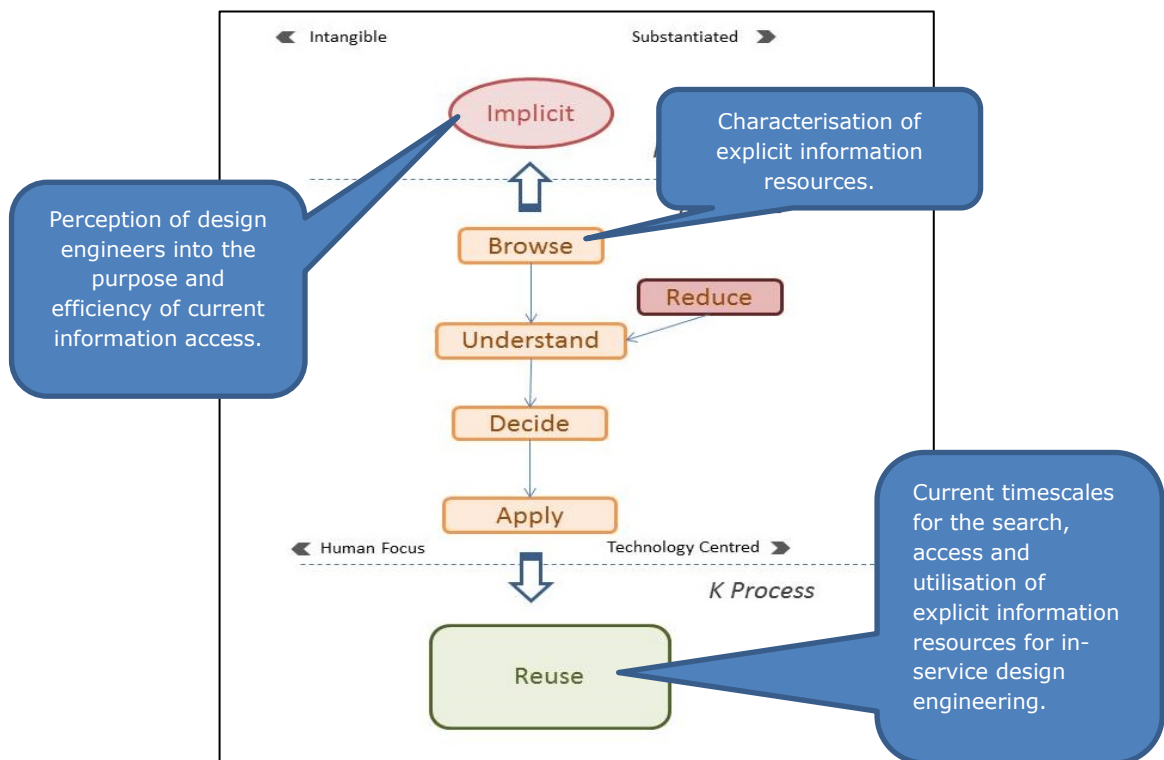 Intangible
Substantiated
Implicit
Characterisation of
explicit information
resources.
Perception of design
engineers into the
purpose and
efficiency of current
information access.
Browse
Reduce
Understand
Decide
Apply
Human Focus
Technology Centred
K Process
Reuse
Current timescales
for the search,
access and
utilisation of
explicit information
resources for in-
service design
engineering.